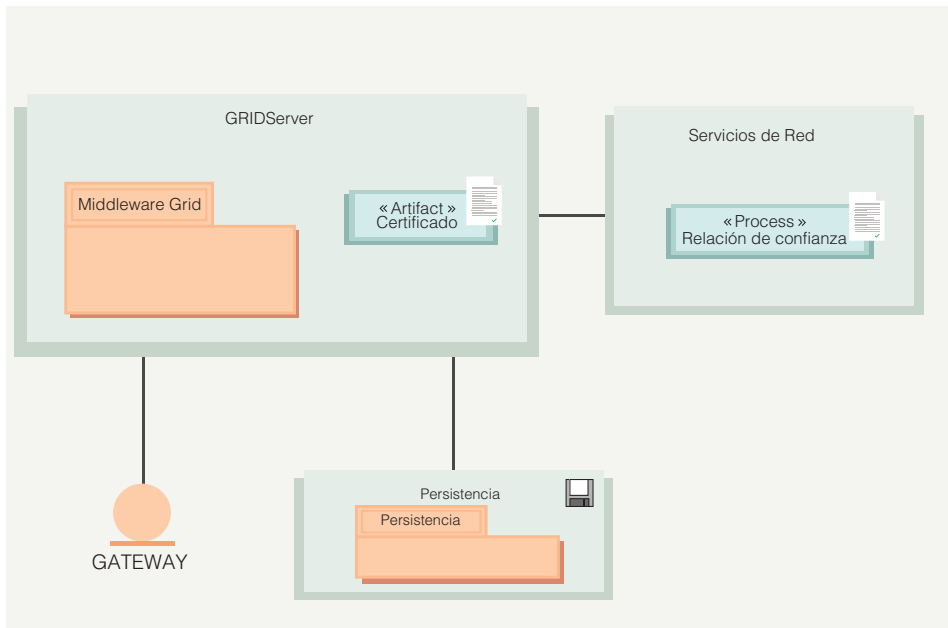 GRIDServer
Servicios de Red
Middleware Grid
«Artifact»
Certificado
«Process»
Relación de confianza
Persistencia
Persistencia
GATEWAY